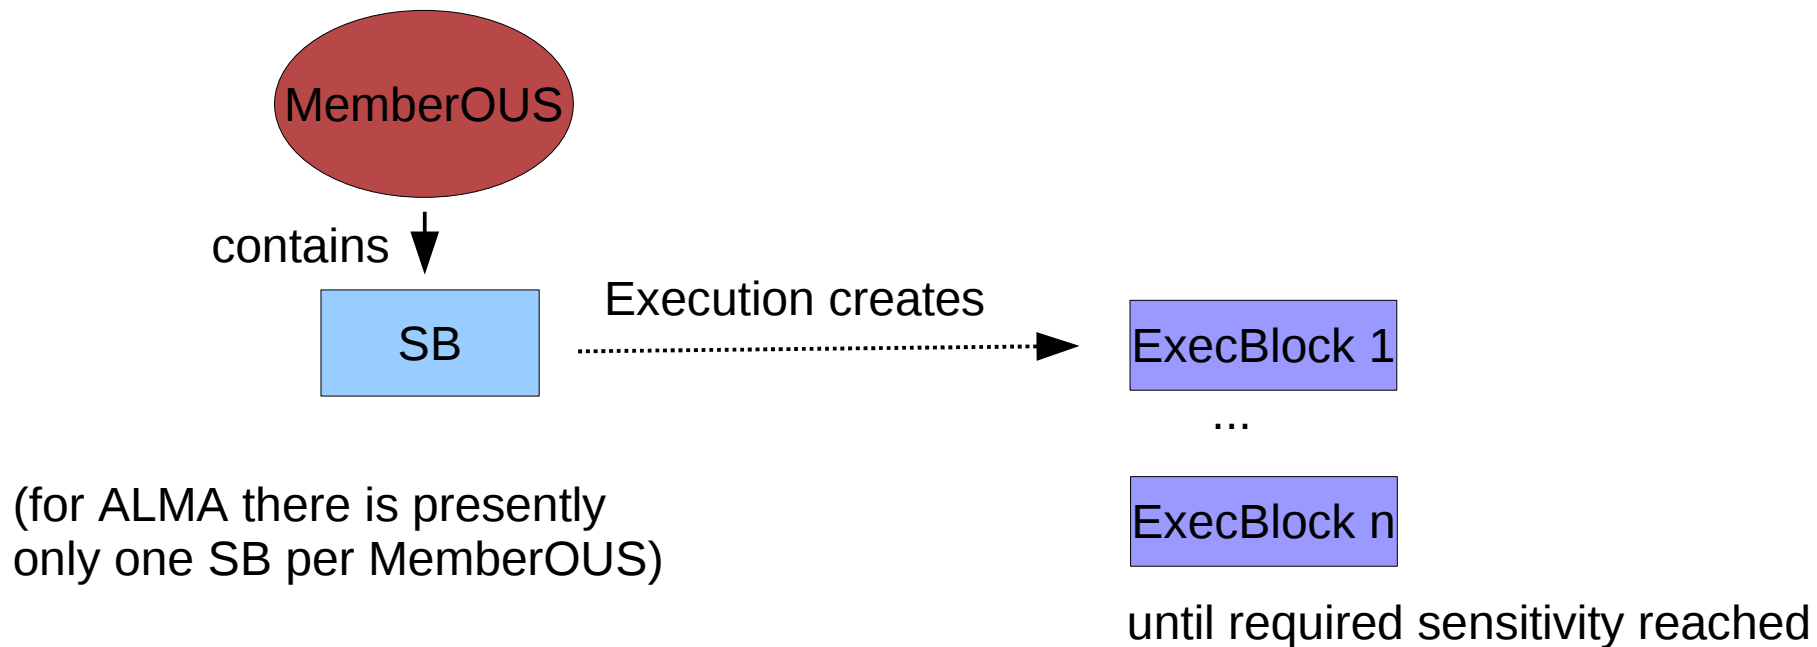 MemberOUS
contains
SB
Execution creates
ExecBlock 1
...
ExecBlock n
(for ALMA there is presently
only one SB per MemberOUS)
until required sensitivity reached